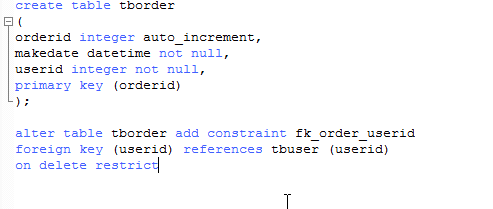 create table tborder
(
orderid integer auto_increment,
makedate datetime not null,
userid integer not null,
primary key (orderid)
);
alter table tborder add constraint fk_order_userid
foreign key (userid) references tbuser (userid)
on delete restrict